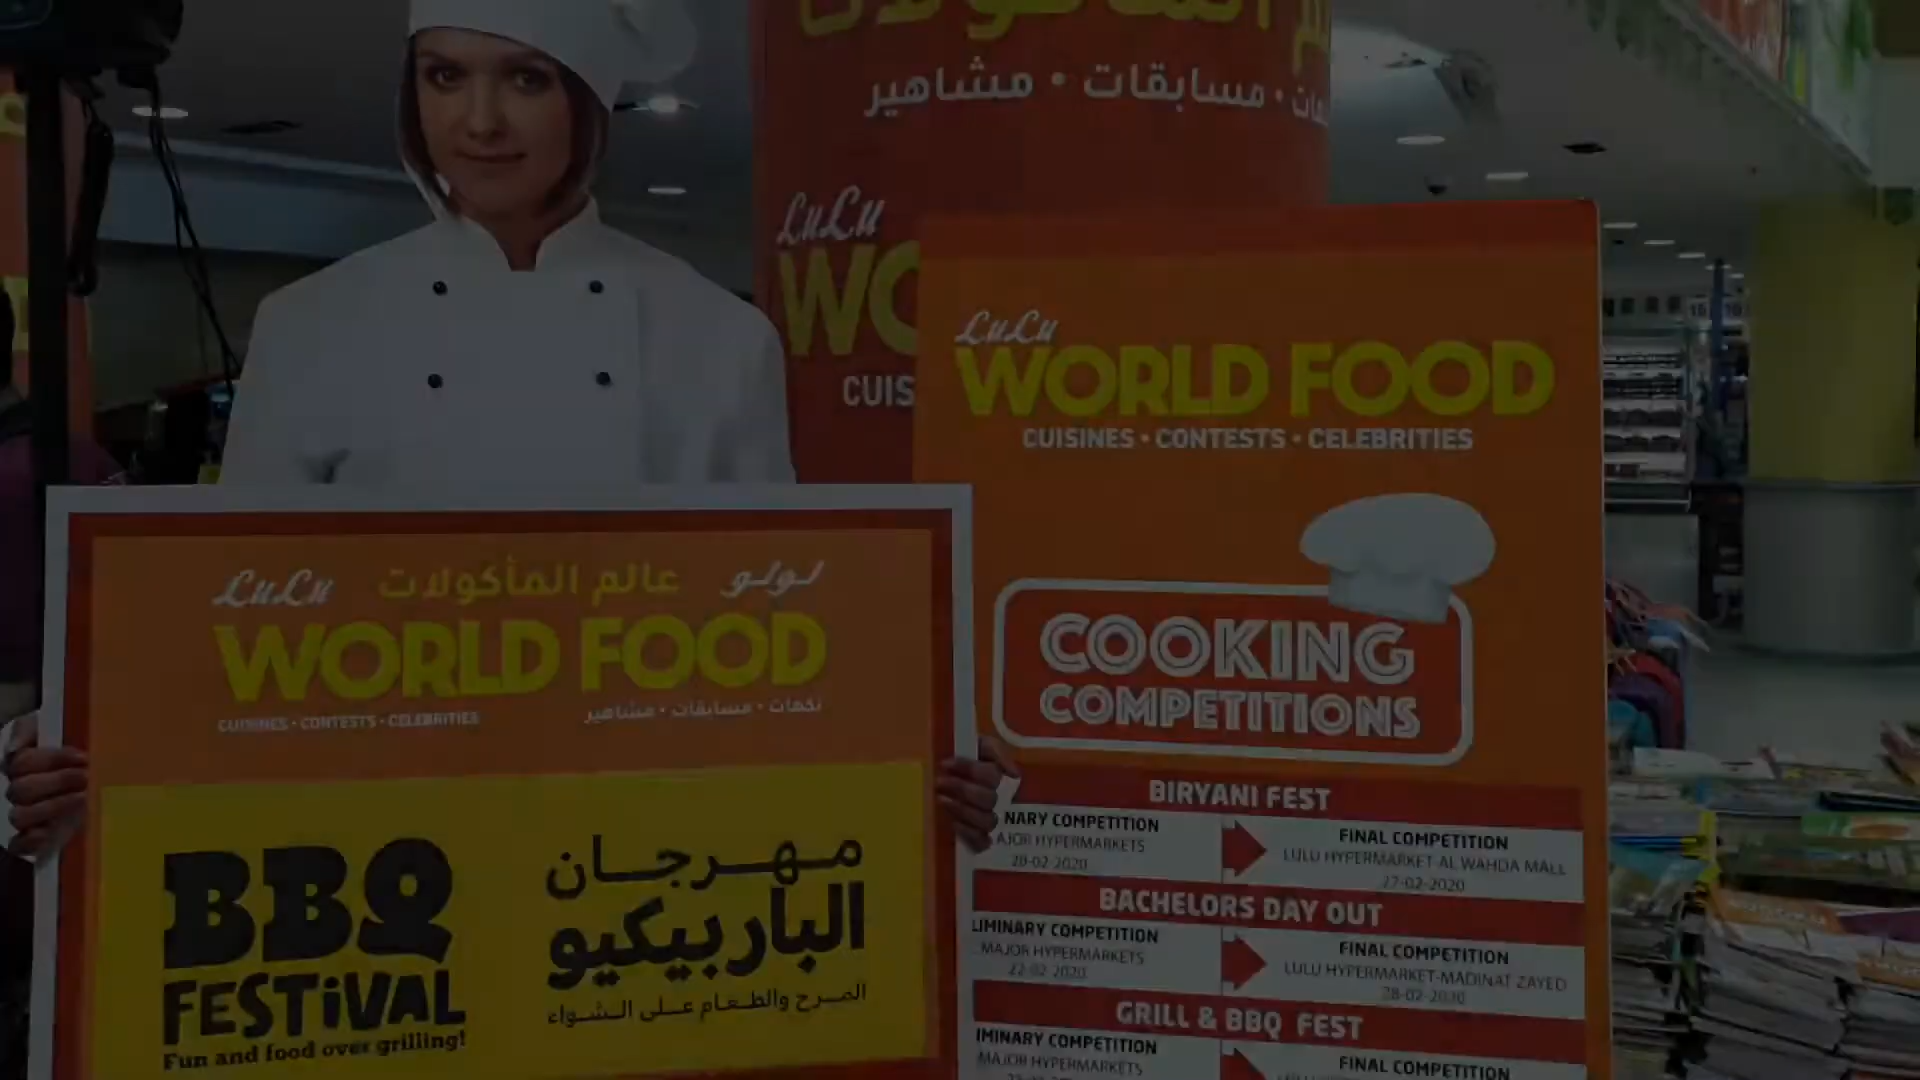 مسابقات • مشاهير
LuLu
CUIS
LuLu
WORLD FOOD
CUISINES • CONTESTS • CELEBRITIES
COOKING
COMPETITIONS
BIRYANI FEST
NARY COMPETITION
AJOR HYPERMARKETS
20-02-2020
FINAL COMPETITION
LULU HYPERMARKET-AL WAHDA MALL
27-02-2020
BACHELORS DAY OUT
IMINARY COMPETITION
MAJOR HYPERMARKETS
22-02-2020
FINAL COMPETITION
LULU HYPERMARKET-MADINAT ZAYED
28-02-2020
GRILL & BBQ FEST
IMINARY COMPETITION
MAJOR HYPERMARKETS
FINAL COMPETITION
LuLu عالم المأكولات لولو
WORLD FOOD
CUISINES • CONTESTS • CELEBRITIES
نكهات • مسابقات • مشاهير
BBQ
FESTiVAL
Fun and food over grilling!
مهرجان
الباربيكيو
المرح والطعام على الشواء